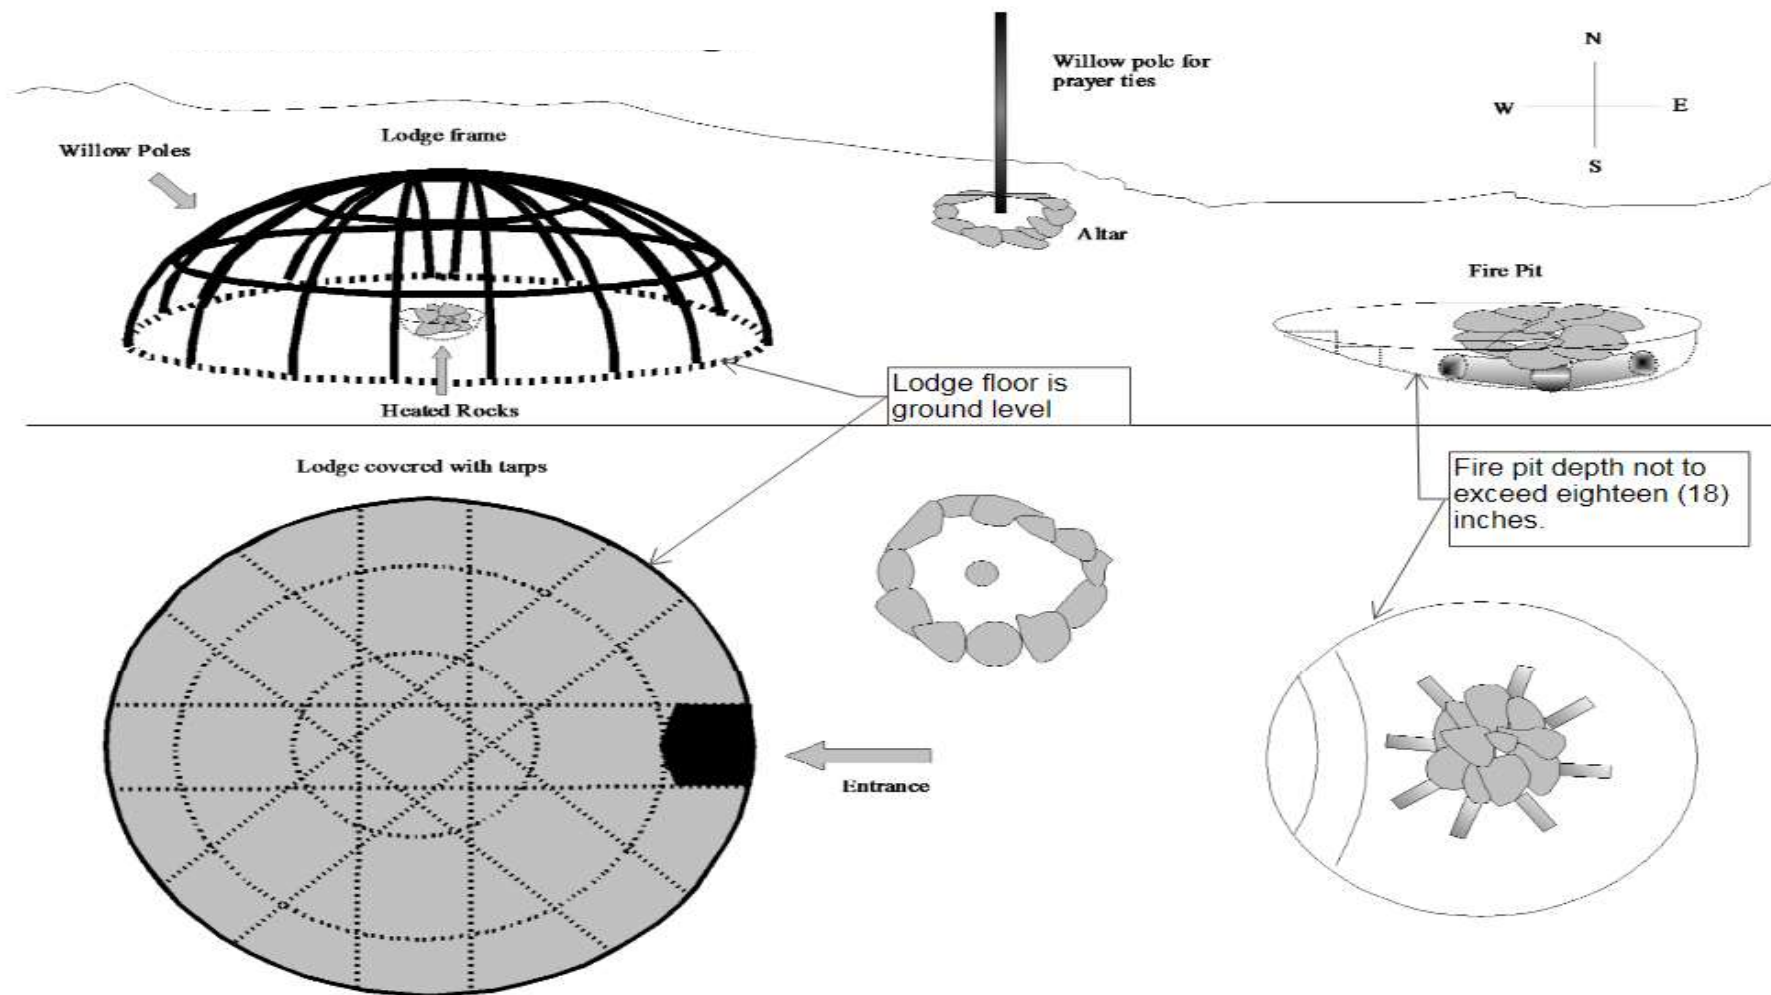 Willow pole for
prayer ties
N
W
E
S
Lodge frame
Willow Poles
Altar
Fire Pit
Lodge floor is
ground level
Heated Rocks
Lodge covered with tarps
Fire pit depth not to
exceed eighteen (18)
inches.
Entrance